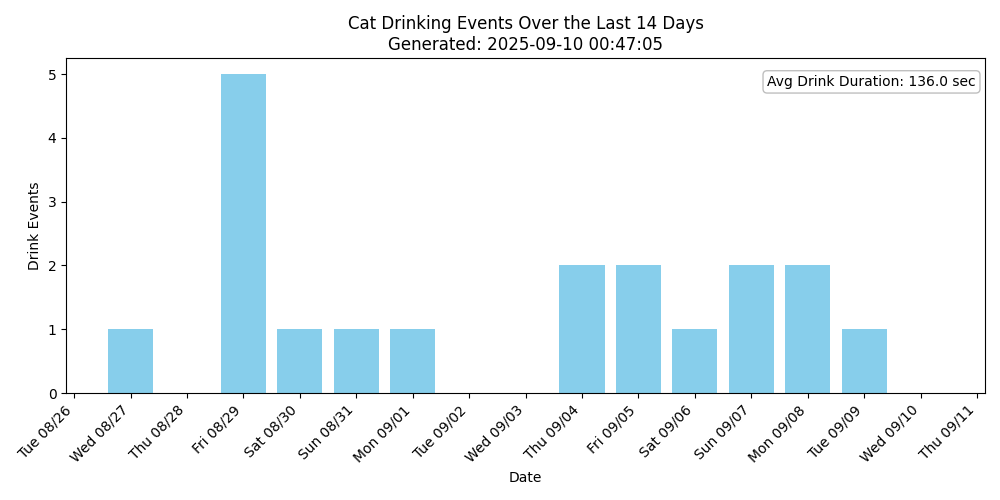 Cat Drinking Events Over the Last 14 Days
Generated: 2025-09-10 00:47:05
Avg Drink Duration: 136.0 sec
Drink Events
5
4
3
2
1
0
Tue 08/26
Wed 08/27
Thu 08/28
Fri 08/29
Sat 08/30
Sun 08/31
Mon 09/01
Tue 09/02
Wed 09/03
Thu 09/04
Fri 09/05
Sat 09/06
Sun 09/07
Mon 09/08
Tue 09/09
Wed 09/10
Thu 09/11
Date